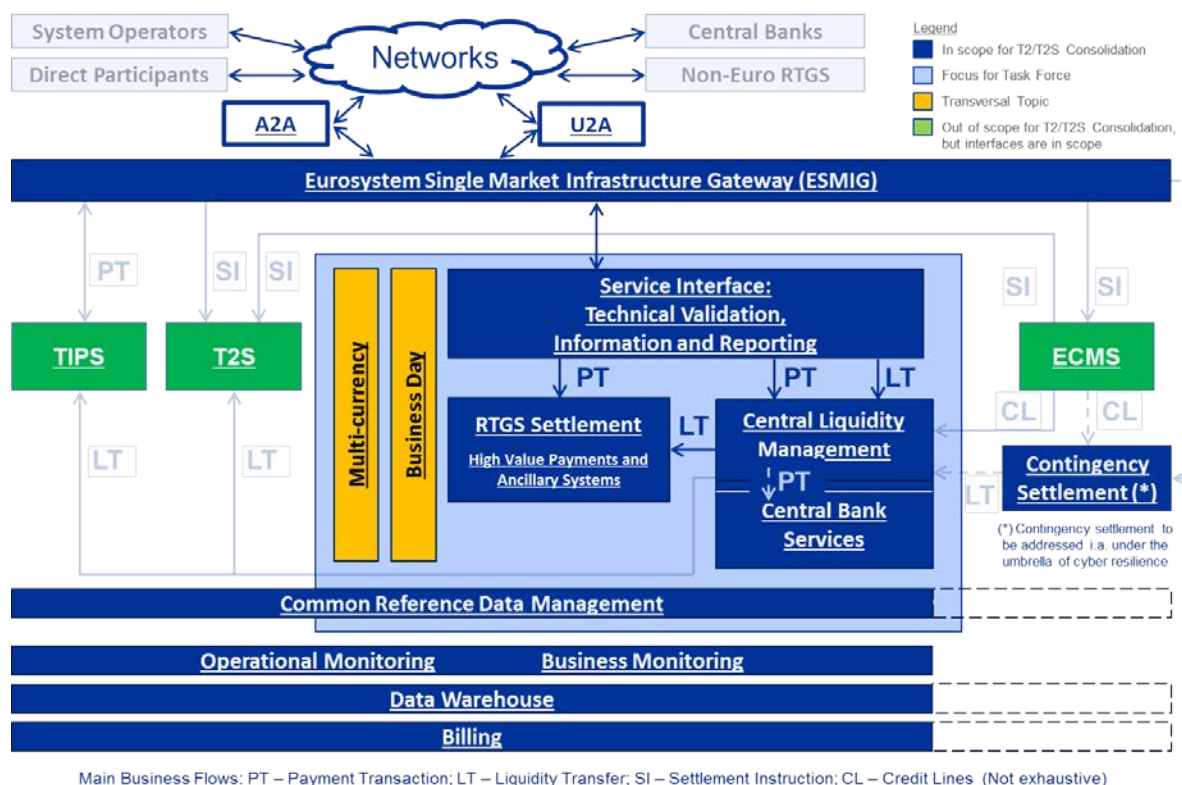 System Operators
Direct Participants
Networks
Central Banks
Non-Euro RTGS
Legend
In scope for T2/T2S Consolidation
Focus for Task Force
Transversal Topic
Out of scope for T2/T2S Consolidation,
but interfaces are in scope
A2A
U2A
Eurosystem Single Market Infrastructure Gateway (ESMIG)
PT
SI
SI
SI
SI
TIPS
T2S
ECMS
Multi-currency
Business Day
Service Interface:
Technical Validation,
Information and Reporting
PT
PT
LT
RTGS Settlement
High Value Payments and
Ancillary Systems
LT
Central Liquidity
Management
PT
Central Bank
Services
CL
CL
LT
LT
LT
Contingency
Settlement (*)
(*) Contingency settlement to
be addressed i.a. under the
umbrella of cyber resilience
Common Reference Data Management
Operational Monitoring
Business Monitoring
Data Warehouse
Billing
Main Business Flows: PT – Payment Transaction; LT – Liquidity Transfer; SI – Settlement Instruction; CL – Credit Lines (Not exhaustive)